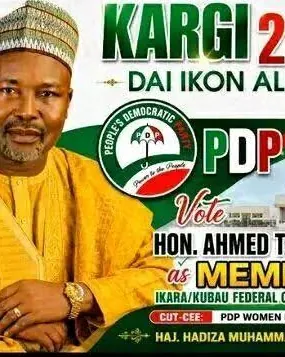 KARGI 2
DAI IKON AL
PEOPLE'S DEMOCRATIC PARTY
PDP
Power to the People
PDP
Vote
HON. AHMED T
as MEM
IKARA/KUBAU FEDERAL C
CUT-CEE: PDP WOMEN
HAJ. HADIZA MUHAMM